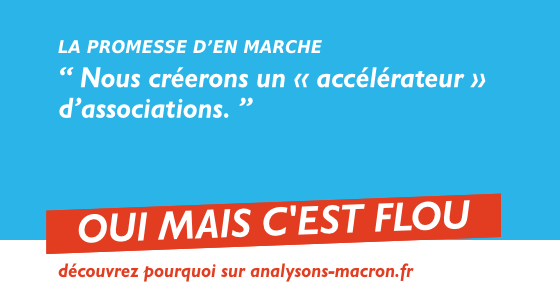 LA PROMESSE D’EN MARCHE
“ Nous créerons un « accélérateur »
d’associations. ”
OUI MAIS C'EST FLOU
découvrez pourquoi sur analysons-macron.fr